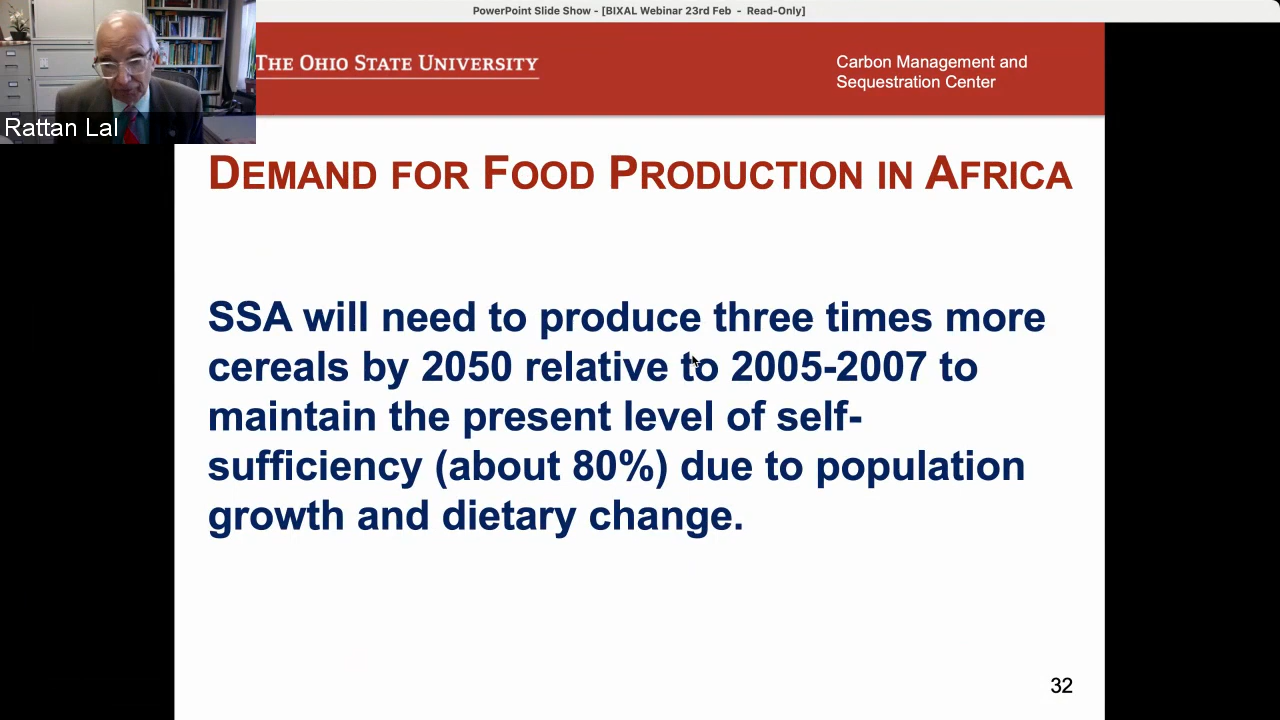 PowerPoint Slide Show - [BIXAL Webinar 23rd Feb - Read-Only]
THE OHIO STATE UNIVERSITY
Carbon Management and
Sequestration Center
Rattan Lal
DEMAND FOR FOOD PRODUCTION IN AFRICA
SSA will need to produce three times more
cereals by 2050 relative to 2005-2007 to
maintain the present level of self-
sufficiency (about 80%) due to population
growth and dietary change.
32